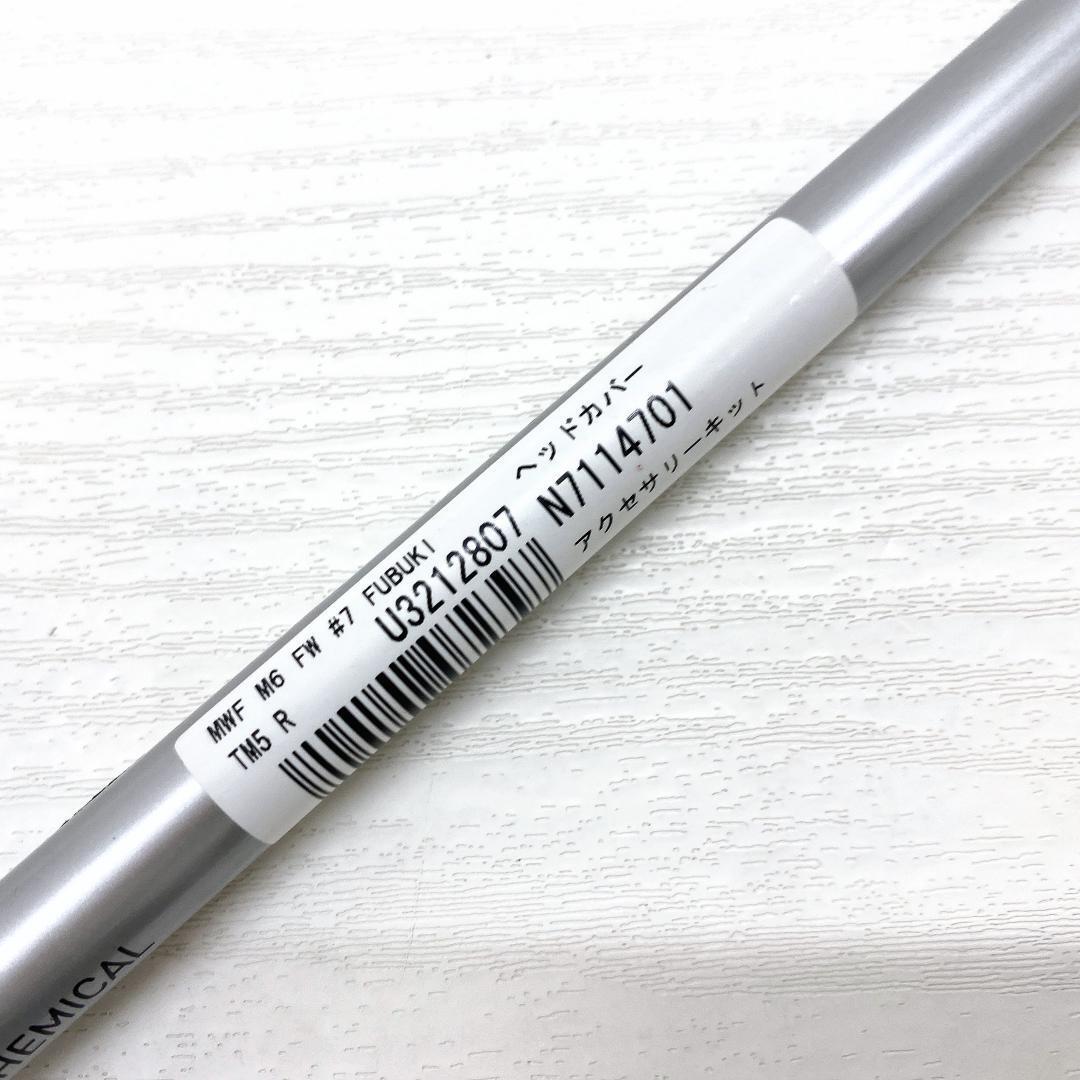 MWF M6 FW #7 FUBUKI
TM5 R
U3212807
ヘッドカバー
N7114701
アクセサリーキット
HEMICAL